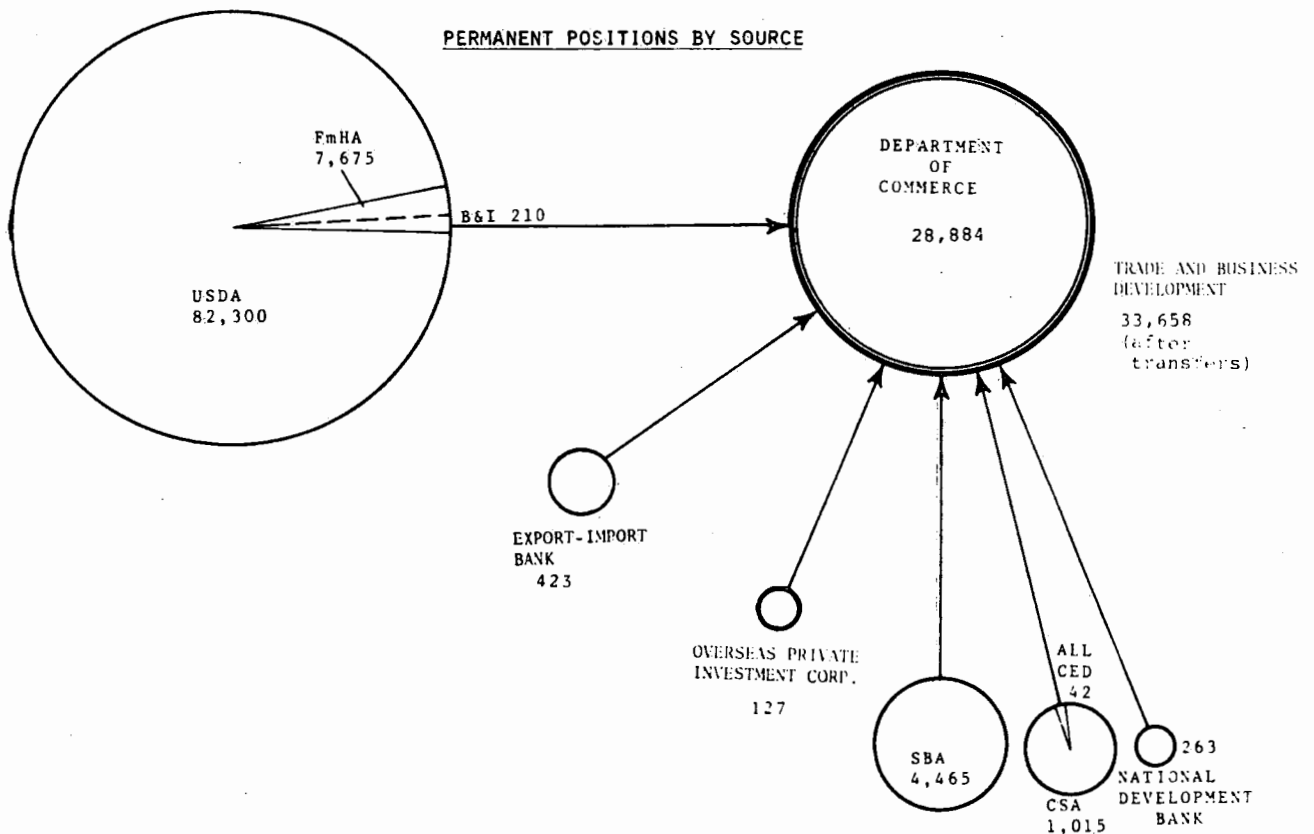 PERMANENT POSITIONS BY SOURCE
FmHA
7,675
B&I 210
USDA
82,300
DEPARTMENT
OF
COMMERCE
28,884
TRADE AND BUSINESS
DEVELOPMENT
33,658
(after
transfers)
EXPORT-IMPORT
BANK
423
OVERSEAS PRIVATE
INVESTMENT CORP.
127
SBA
4,465
ALL
CED
42
CSA
1,015
263
NATIONAL
DEVELOPMENT
BANK